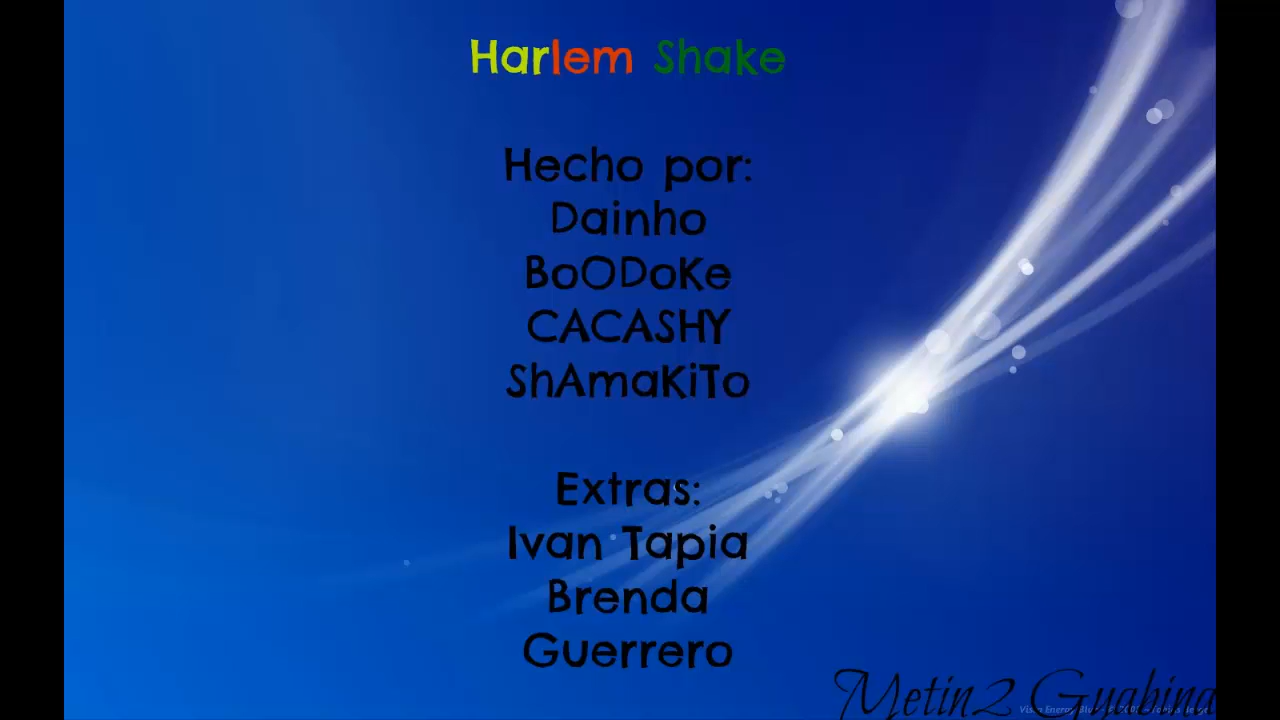 Harlem Shake
Hecho por:
Dainho
BoODoKe
CACASHY
ShAmaKiTo
Extras:
Ivan Tapia
Brenda
Guerrero
Metin2 Guabina